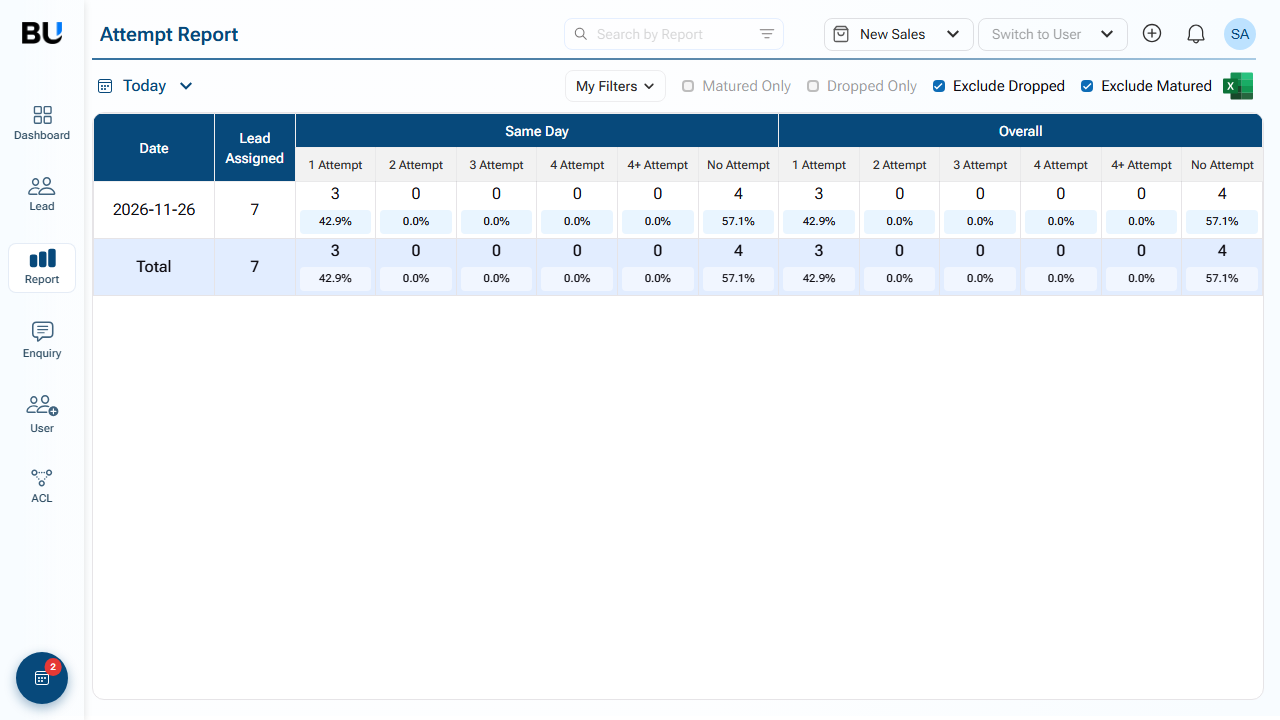 BU
Attempt Report
Search by Report
New Sales
Switch to User
SA
Today
My Filters
Matured Only
Dropped Only
Exclude Dropped
Exclude Matured
X
Dashboard
Lead
Report
Enquiry
User
ACL
2
Date
Lead Assigned
Same Day
Overall
1 Attempt 2 Attempt 3 Attempt 4 Attempt 4+ Attempt No Attempt 1 Attempt 2 Attempt 3 Attempt 4 Attempt 4+ Attempt No Attempt
2026-11-26 7 3 0 0 0 0 4 3 0 0 0 0 4
42.9% 0.0% 0.0% 0.0% 0.0% 57.1% 42.9% 0.0% 0.0% 0.0% 0.0% 57.1%
Total 7 3 0 0 0 0 4 3 0 0 0 0 4
42.9% 0.0% 0.0% 0.0% 0.0% 57.1% 42.9% 0.0% 0.0% 0.0% 0.0% 57.1%